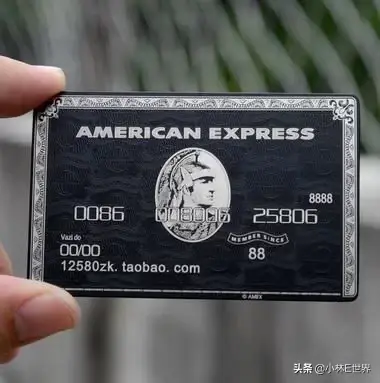 AMERICAN EXPRESS
8888
0086 008006 25806
MEMBER SINCE
Vazi do
00/00
88
12580zk. taobao. com
© AMEX
头条 @小林E世界